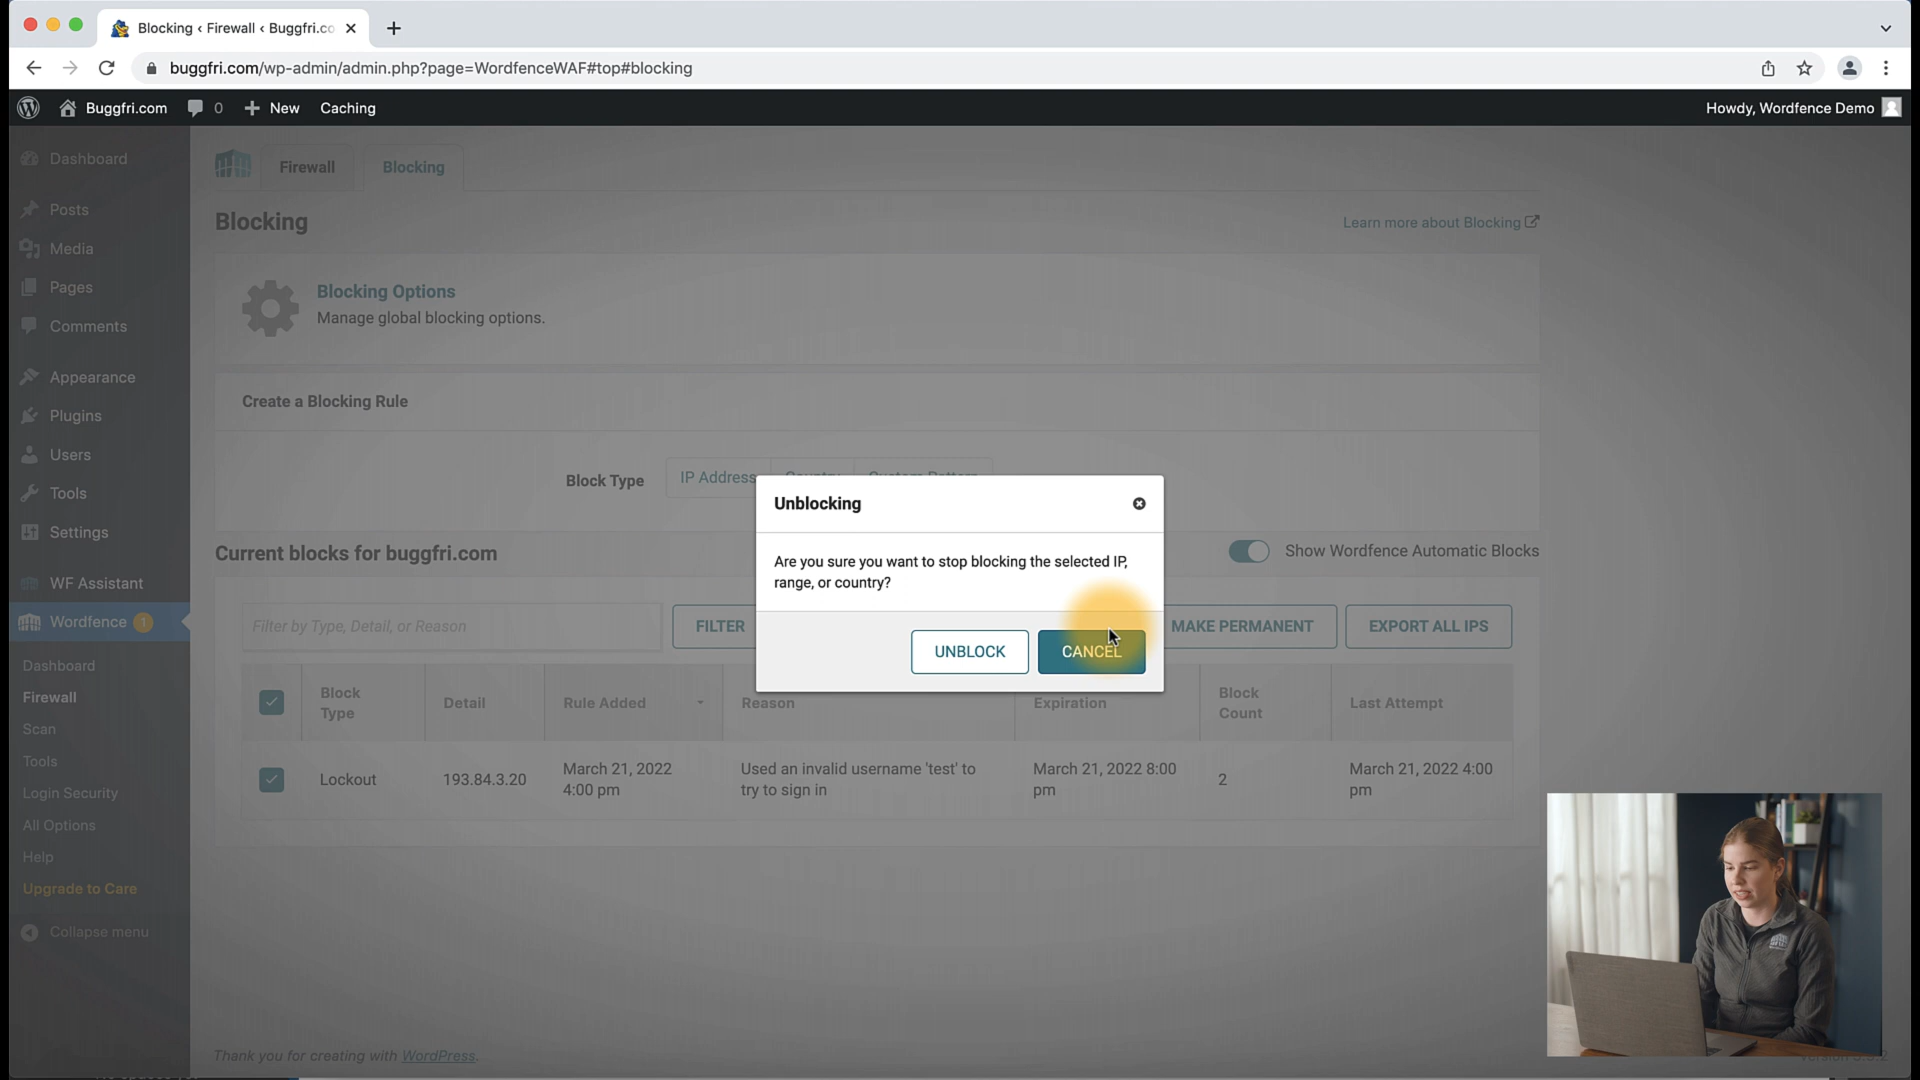 Blocking ‹ Firewall ‹ Buggfri.co
buggfri.com/wp-admin/admin.php?page=WordfenceWAF#top#blocking
Buggfri.com
0
New
Caching
Howdy, Wordfence Demo
Dashboard
Posts
Media
Pages
Comments
Appearance
Plugins
Users
Tools
Settings
WF Assistant
Wordfence 1
Dashboard
Firewall
Scan
Tools
Login Security
All Options
Help
Upgrade to Care
Collapse menu
Firewall
Blocking
Blocking
Learn more about Blocking
Blocking Options
Manage global blocking options.
Create a Blocking Rule
Block Type
IP Address
Country
Custom Pattern
Current blocks for buggfri.com
Show Wordfence Automatic Blocks
Filter by Type, Detail, or Reason
FILTER
MAKE PERMANENT
EXPORT ALL IPS
Unblocking
Are you sure you want to stop blocking the selected IP,
range, or country?
UNBLOCK
CANCEL
Block
Type
Detail
Rule Added
Reason
Expiration
Block
Count
Last Attempt
Lockout
193.84.3.20
March 21, 2022
4:00 pm
Used an invalid username 'test' to
try to sign in
March 21, 2022 8:00
pm
2
March 21, 2022 4:00
pm
Thank you for creating with WordPress.